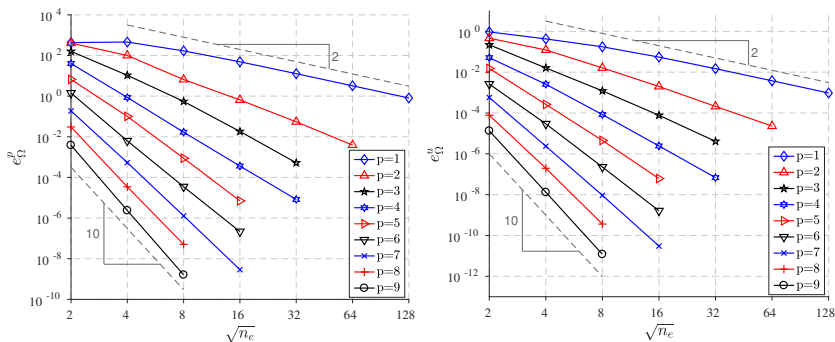 10^4
10^2
10^0
10^-2
10^-4
10^-6
10^-8
10^-10
e_Ω^p
2
10
p=1
p=2
p=3
p=4
p=5
p=6
p=7
p=8
p=9
2 4 8 16 32 64 128
√n_e
10^0
10^-2
10^-4
10^-6
10^-8
10^-10
10^-12
e_Ω^u
2
10
p=1
p=2
p=3
p=4
p=5
p=6
p=7
p=8
p=9
2 4 8 16 32 64 128
√n_e